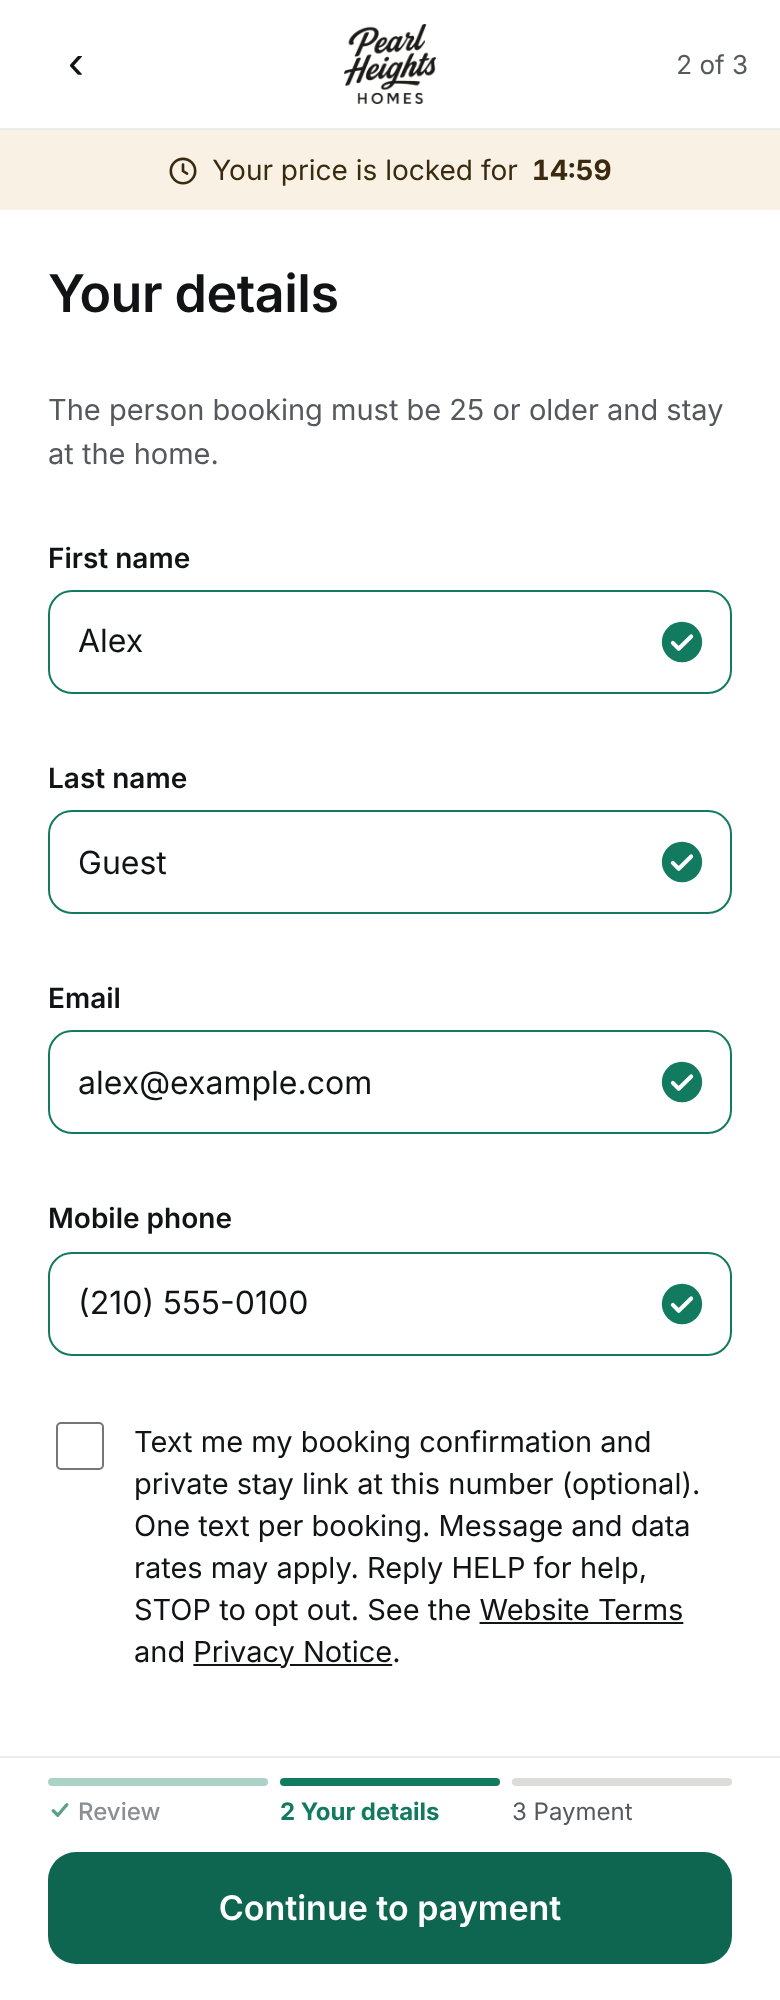 Pearl
Heights
HOMES
2 of 3
Your price is locked for 14:59
Your details
The person booking must be 25 or older and stay
at the home.
First name
Alex
Last name
Guest
Email
alex@example.com
Mobile phone
(210) 555-0100
Text me my booking confirmation and
private stay link at this number (optional).
One text per booking. Message and data
rates may apply. Reply HELP for help,
STOP to opt out. See the Website Terms
and Privacy Notice.
Review
2 Your details
3 Payment
Continue to payment